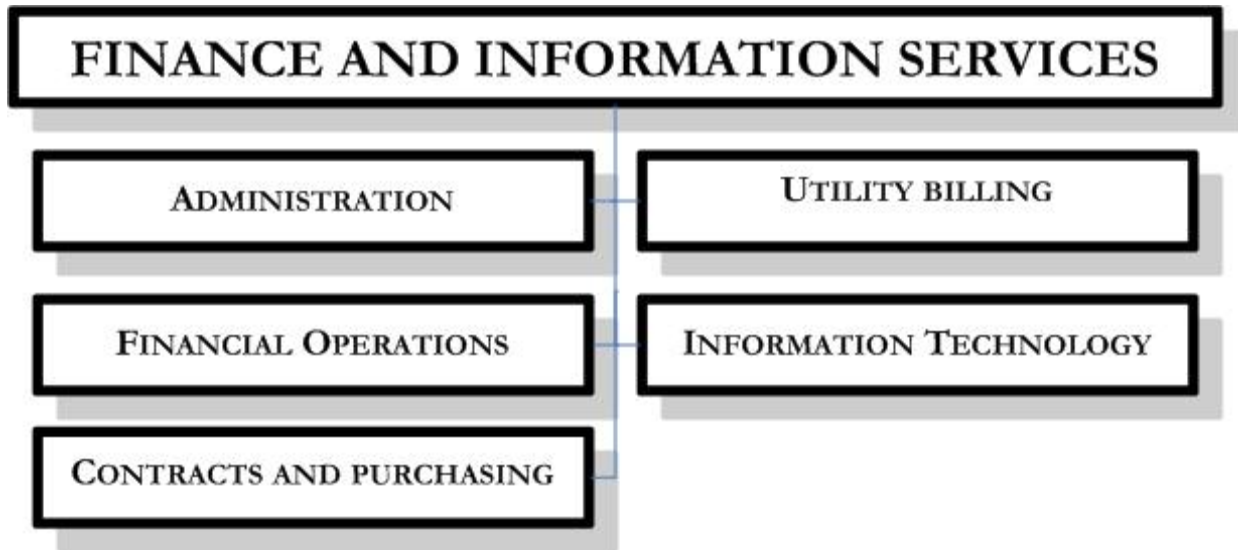 FINANCE AND INFORMATION SERVICES
ADMINISTRATION
UTILITY BILLING
FINANCIAL OPERATIONS
INFORMATION TECHNOLOGY
CONTRACTS AND PURCHASING